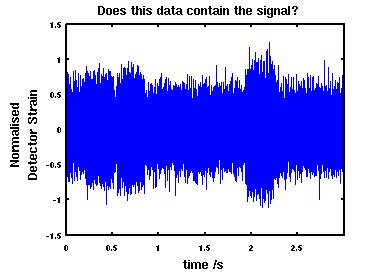 Does this data contain the signal?
1.5
1
0.5
0
-0.5
-1
-1.5
Normalised
Detector Strain
0 0.5 1 1.5 2 2.5
time /s